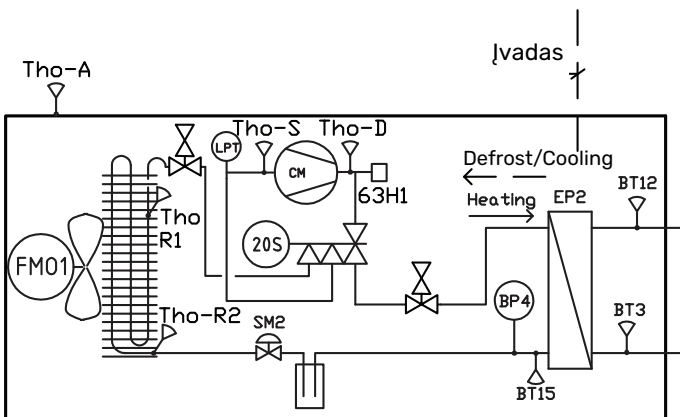 Įvadas
Tho-A
Tho-S
Tho-D
LPT
CM
63H1
Defrost/Cooling
Heating
EP2
BT12
Tho
R1
20S
FM01
BP4
Tho-R2
SM2
BT3
BT15